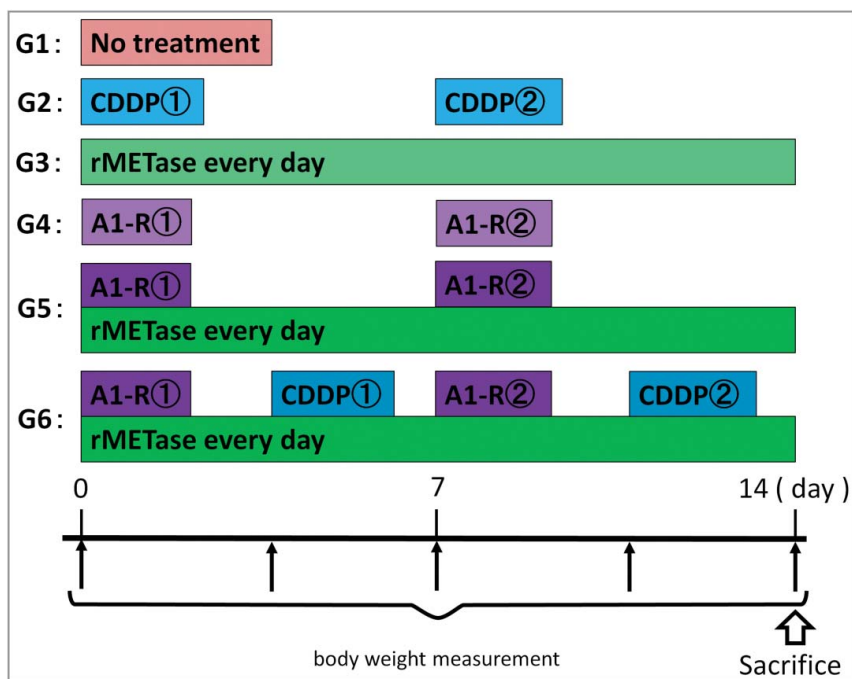 G1: No treatment
G2: CDDP① CDDP②
G3: rMETase every day
G4: A1-R① A1-R②
A1-R① A1-R②
G5:
rMETase every day
A1-R① CDDP① A1-R② CDDP②
G6:
rMETase every day
0 7 14 ( day )
body weight measurement
Sacrifice